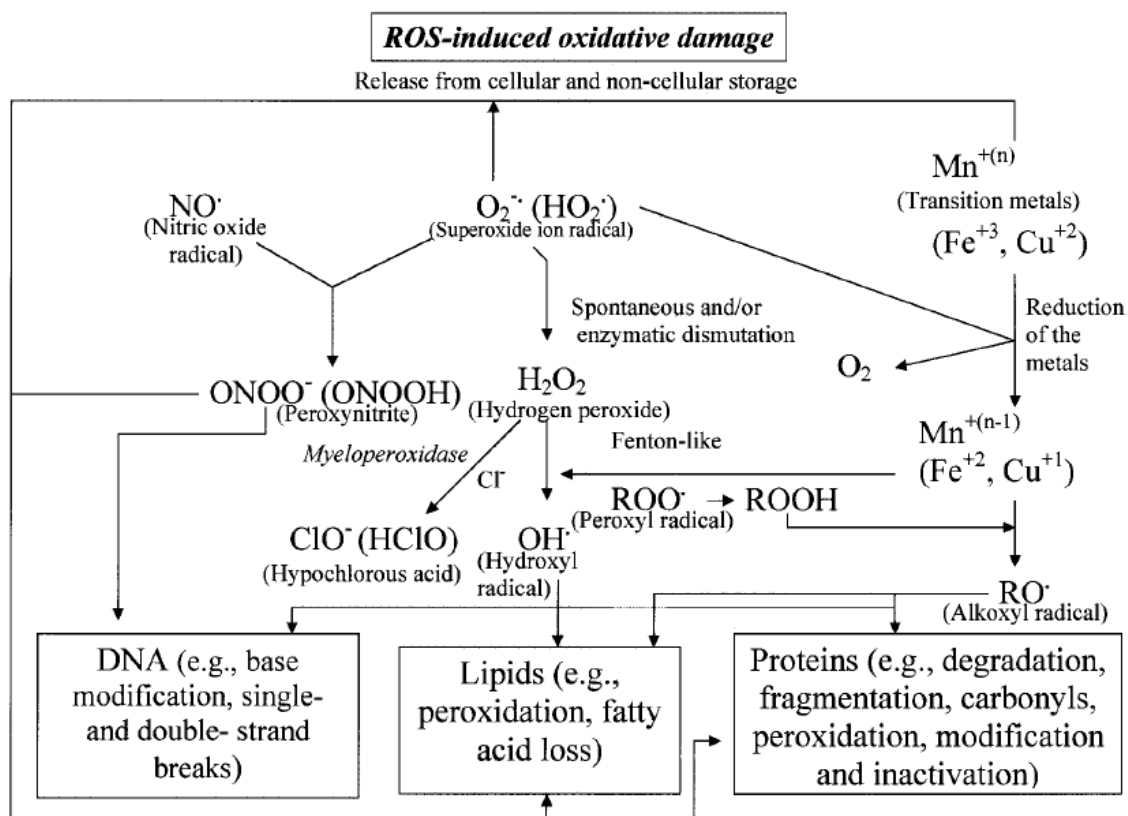 ROS-induced oxidative damage
Release from cellular and non-cellular storage
Mn+(n)
(Transition metals)
(Fe+3, Cu+2)
NO·
(Nitric oxide
radical)
O2-· (HO2·)
(Superoxide ion radical)
Spontaneous and/or
enzymatic dismutation
Reduction
of the
metals
O2
ONOO- (ONOOH)
(Peroxynitrite)
H2O2
(Hydrogen peroxide)
Mn+(n-1)
(Fe+2, Cu+1)
Myeloperoxidase
Cl-
Fenton-like
ROO·
(Peroxyl radical)
ROOH
ClO- (HClO)
(Hypochlorous acid)
OH·
(Hydroxyl
radical)
RO·
(Alkoxyl radical)
DNA (e.g., base
modification, single-
and double- strand
breaks)
Lipids (e.g.,
peroxidation, fatty
acid loss)
Proteins (e.g., degradation,
fragmentation, carbonyls,
peroxidation, modification
and inactivation)